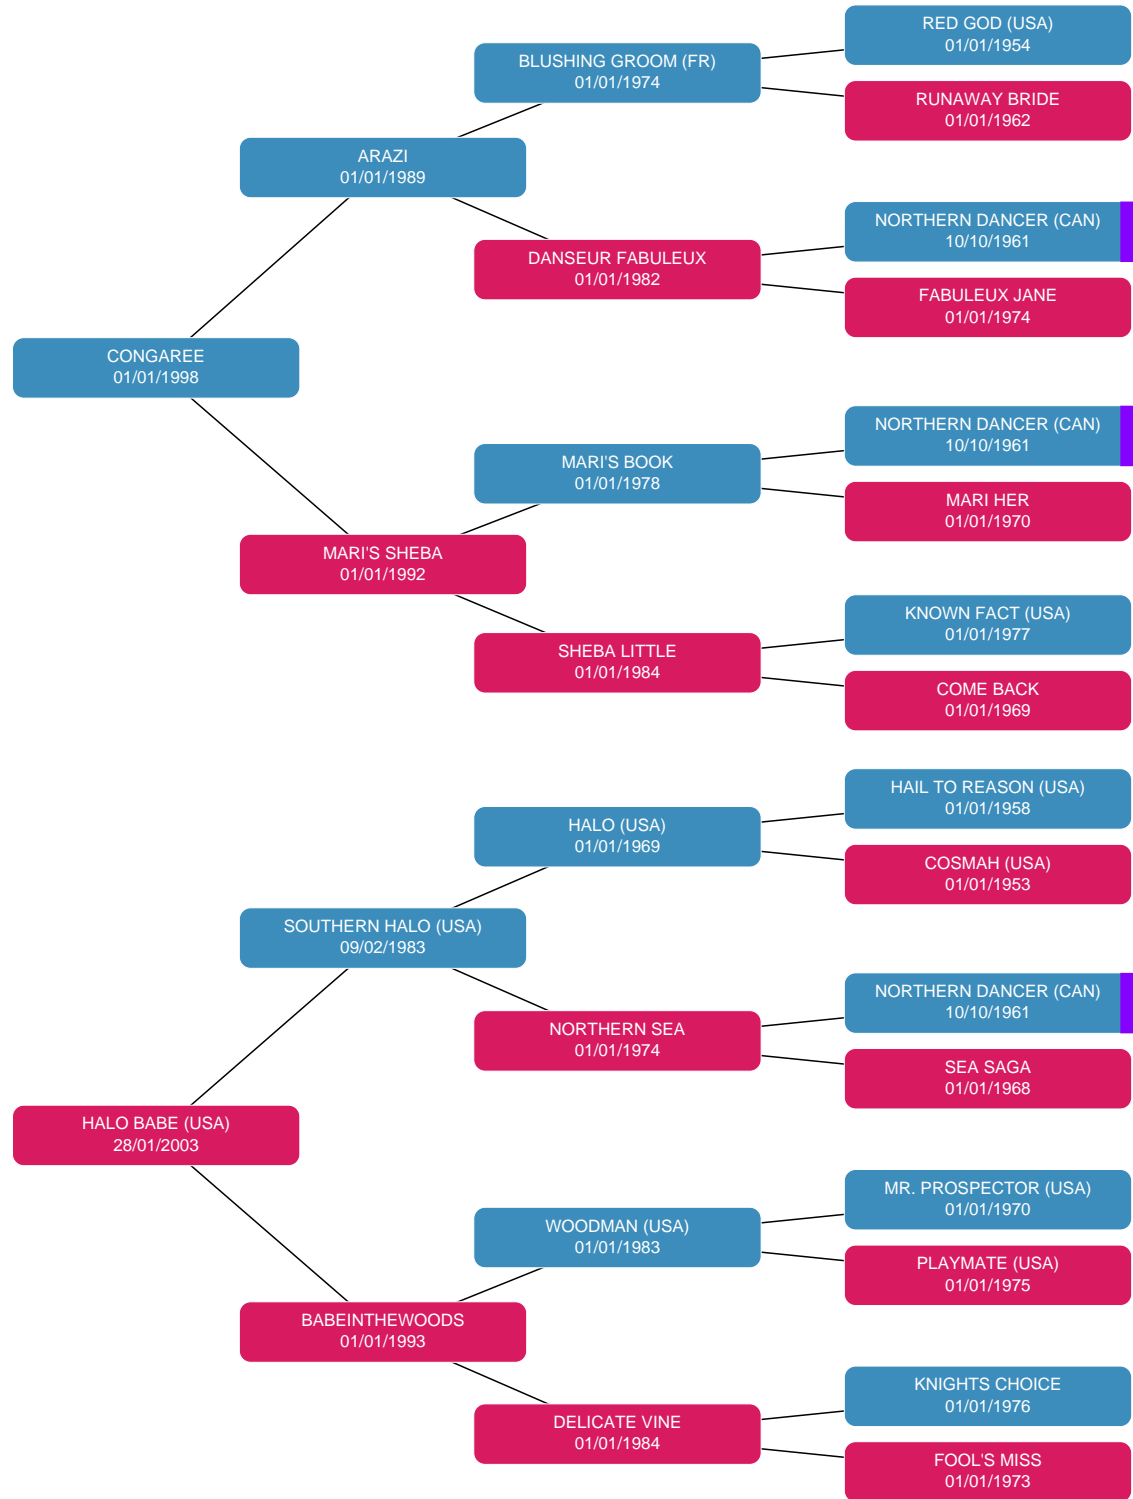 RED GOD (USA)
01/01/1954
BLUSHING GROOM (FR)
01/01/1974
RUNAWAY BRIDE
01/01/1962
ARAZI
01/01/1989
NORTHERN DANCER (CAN)
10/10/1961
DANSEUR FABULEUX
01/01/1982
FABULEUX JANE
01/01/1974
CONGAREE
01/01/1998
NORTHERN DANCER (CAN)
10/10/1961
MARI'S BOOK
01/01/1978
MARI HER
01/01/1970
MARI'S SHEBA
01/01/1992
KNOWN FACT (USA)
01/01/1977
SHEBA LITTLE
01/01/1984
COME BACK
01/01/1969
HAIL TO REASON (USA)
01/01/1958
HALO (USA)
01/01/1969
COSMAH (USA)
01/01/1953
SOUTHERN HALO (USA)
09/02/1983
NORTHERN DANCER (CAN)
10/10/1961
NORTHERN SEA
01/01/1974
SEA SAGA
01/01/1968
HALO BABE (USA)
28/01/2003
MR. PROSPECTOR (USA)
01/01/1970
WOODMAN (USA)
01/01/1983
PLAYMATE (USA)
01/01/1975
BABEINTHEWOODS
01/01/1993
KNIGHTS CHOICE
01/01/1976
DELICATE VINE
01/01/1984
FOOL'S MISS
01/01/1973